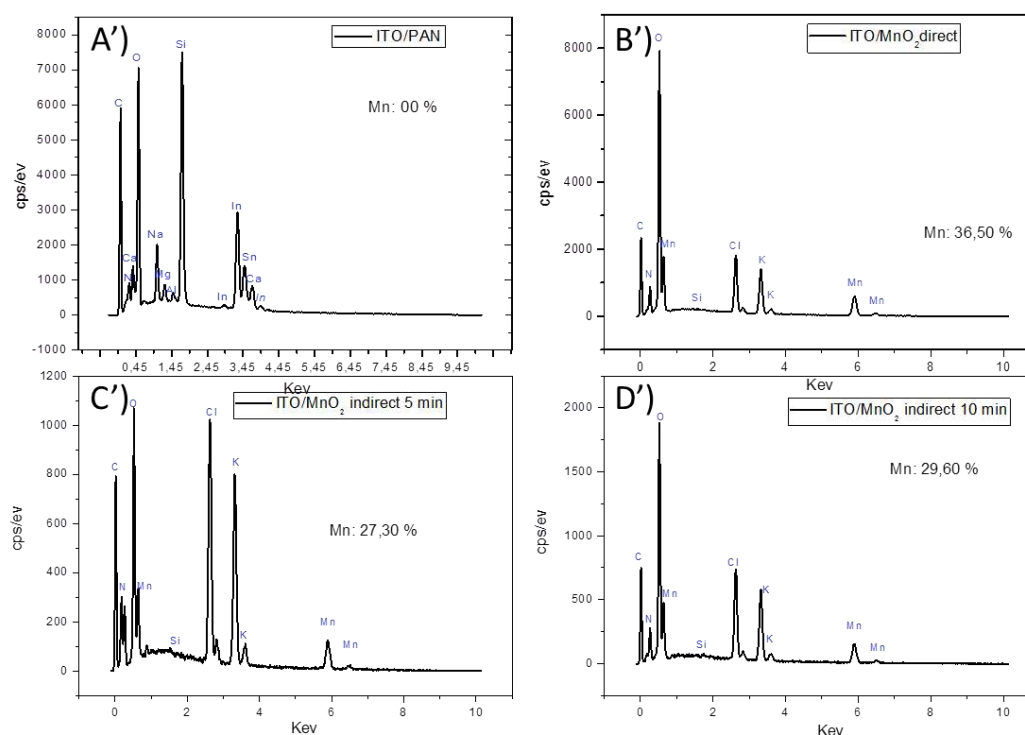 A')
ITO/PAN
Mn: 00 %
8000
7000
6000
5000
4000
3000
2000
1000
0
-1000
cps/ev
C
Ca
N
O
Na
Mg
Al
Si
In
In
Sn
Ca
In
0,45 1,45 2,45 3,45 4,45 5,45 6,45 7,45 8,45 9,45
Kev
B')
ITO/MnO₂direct
Mn: 36,50 %
8000
6000
4000
2000
0
cps/ev
C
N
O
Mn
Si
Cl
K
K
Mn
Mn
0 2 4 6 8 10
Kev
C')
ITO/MnO₂ indirect 5 min
Mn: 27,30 %
1200
1000
800
600
400
200
0
cps/ev
C
N
O
Mn
Si
Cl
K
K
Mn
Mn
0 2 4 6 8 10
Kev
D')
ITO/MnO₂ indirect 10 min
Mn: 29,60 %
2000
1500
1000
500
0
cps/ev
C
N
O
Mn
Si
Cl
K
K
Mn
Mn
0 2 4 6 8 10
Kev